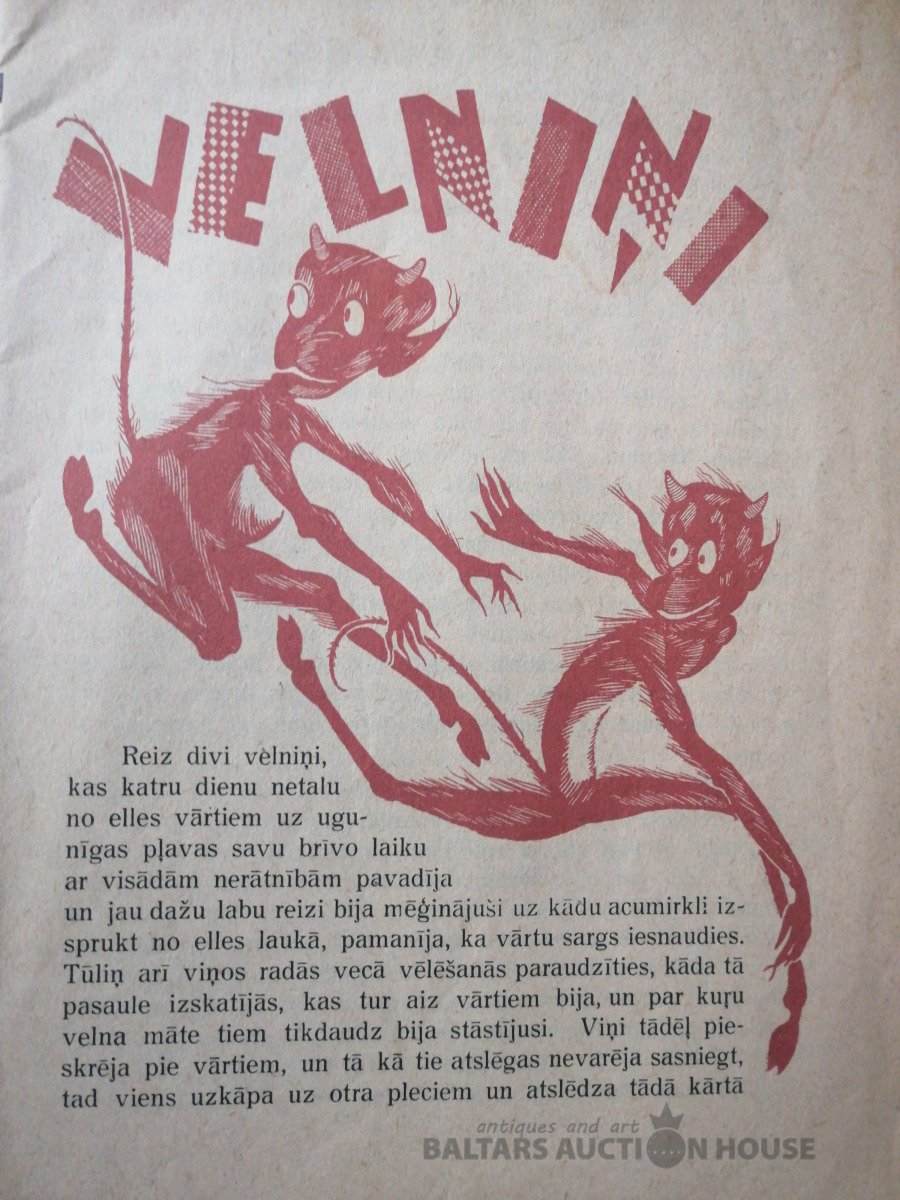 VELNIŅI
Reiz divi velniņi,
kas katru dienu netalu
no elles vārtiem uz ugu-
nīgas pļavas savu brīvo laiku
ar visādām nerātnībām pavadīja
un jau dažu labu reizi bija mēģinājuši uz kādu acumirkli iz-
sprukt no elles laukā, pamanīja, ka vārtu sargs iesnaudies.
Tūliņ arī viņos radās vecā vēlēšanās paraudzīties, kāda tā
pasaule izskatījās, kas tur aiz vārtiem bija, un par kuŗu
velna māte tiem tikdaudz bija stāstījusi. Viņi tādēļ pie-
skrēja pie vārtiem, un tā kā tie atslēgas nevarēja sasniegt,
tad viens uzkāpa uz otra pleciem un atslēdza tādā kārtā
antiques and art
BALTARS AUCTION HOUSE